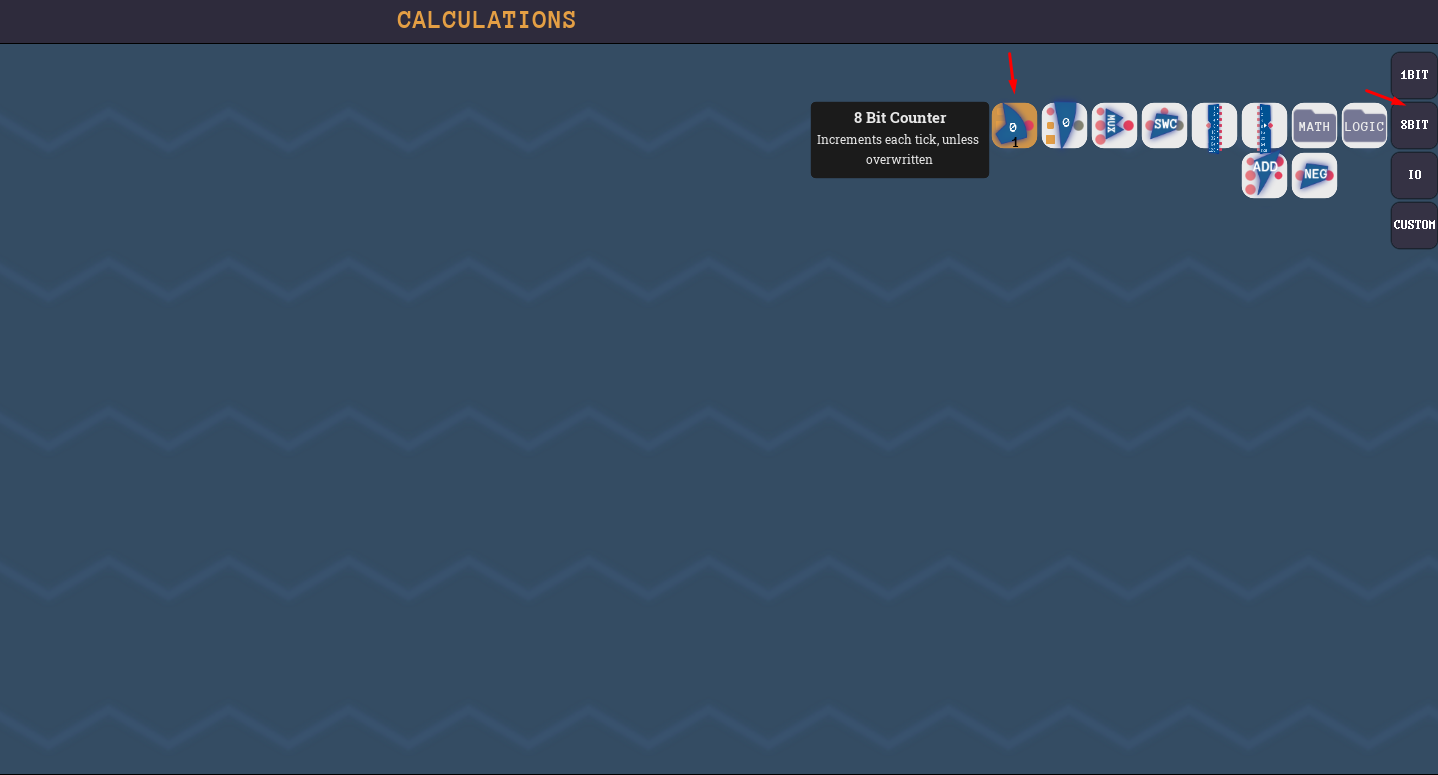 CALCULATIONS
1BIT
8 Bit Counter
Increments each tick, unless
overwritten
0
1
0
MUX
SWC
MATH
LOGIC
8BIT
ADD
NEG
IO
CUSTOM